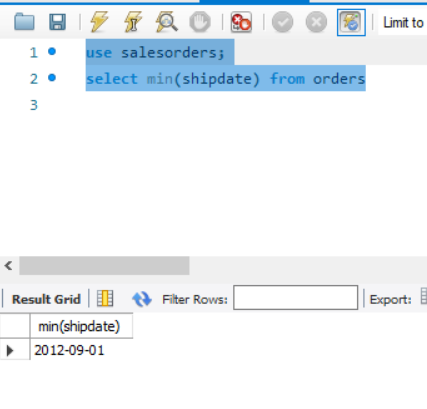 Limit to
1 use salesorders;
2 select min(shipdate) from orders
3
Result Grid Filter Rows: Export:
min(shipdate)
2012-09-01